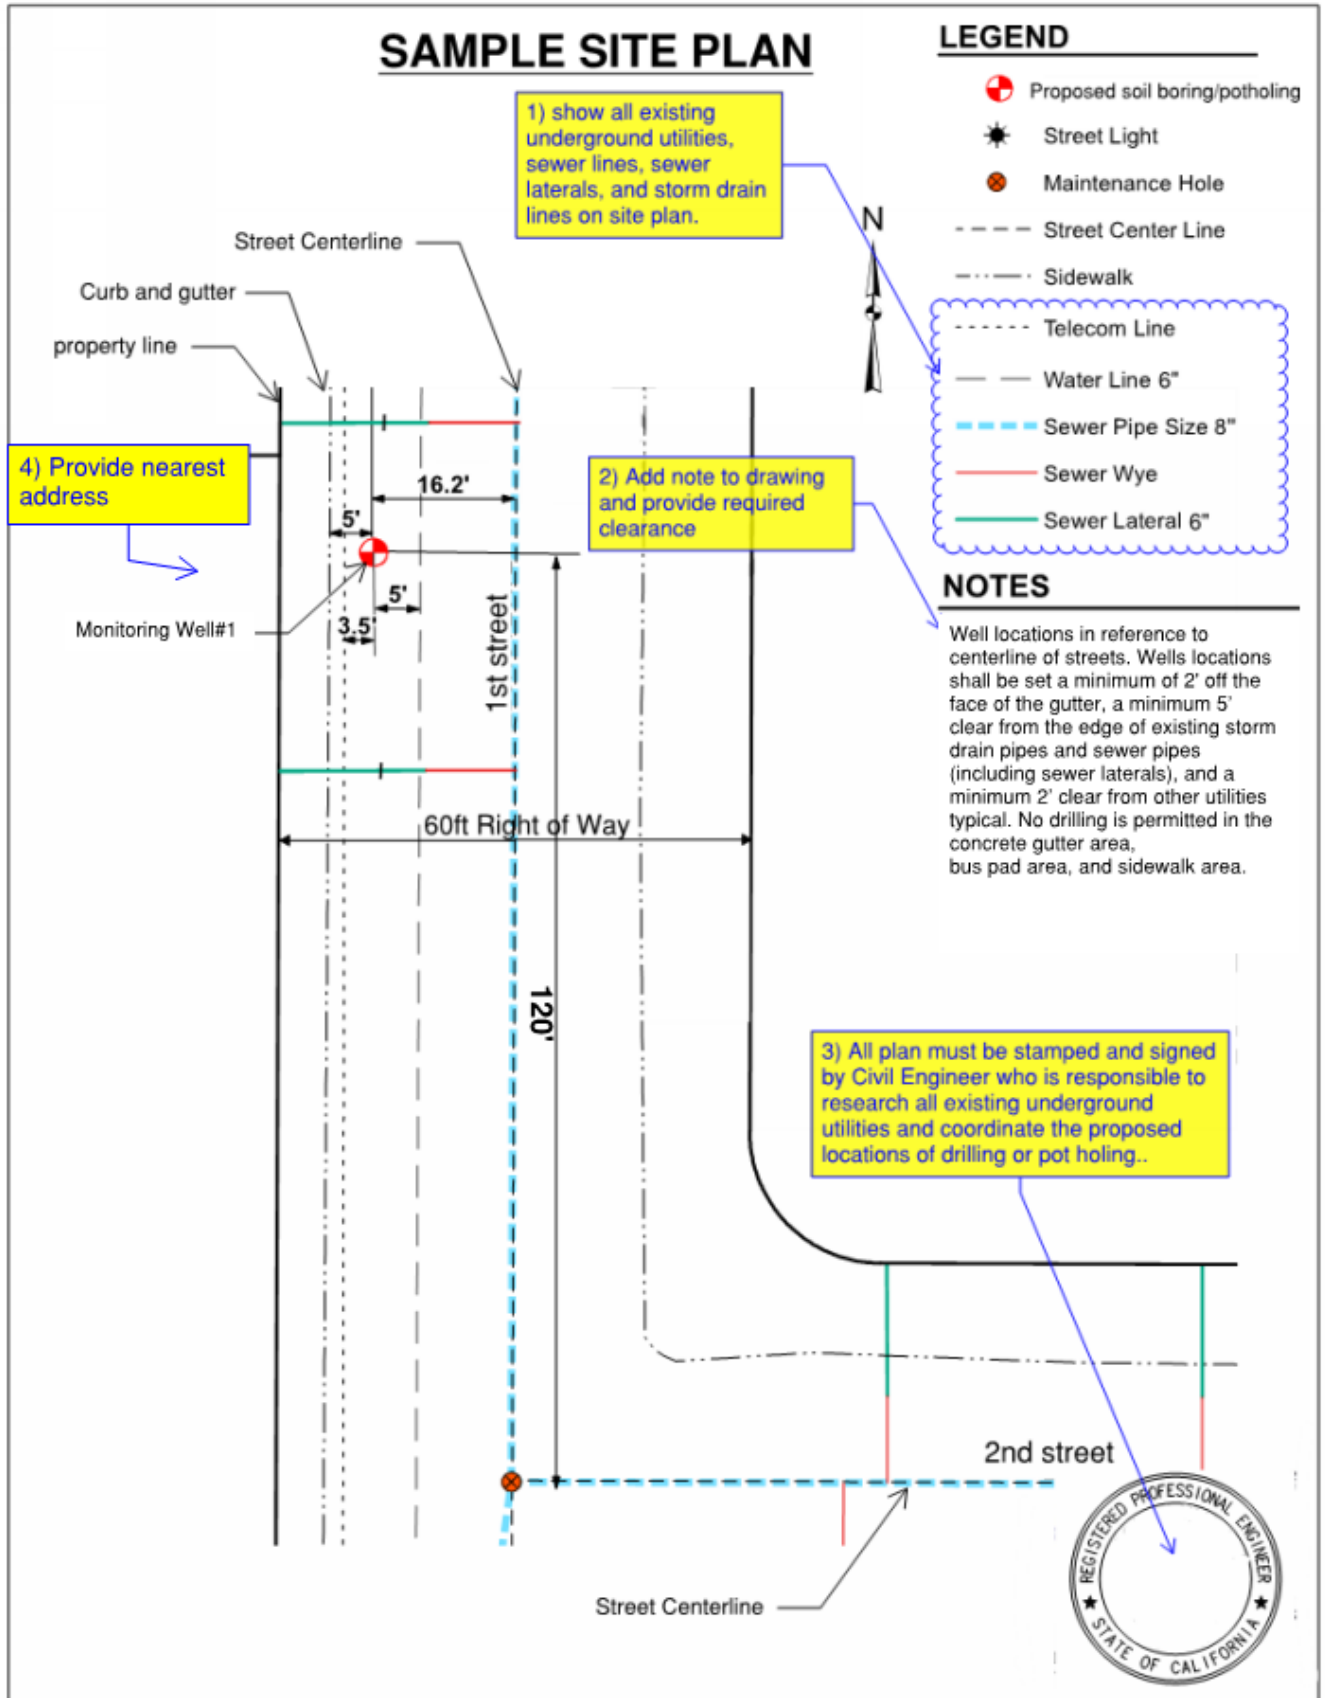 SAMPLE SITE PLAN
LEGEND
Proposed soil boring/potholing
Street Light
Maintenance Hole
Street Center Line
Sidewalk
Telecom Line
Water Line 6"
Sewer Pipe Size 8"
Sewer Wye
Sewer Lateral 6"
1) show all existing
underground utilities,
sewer lines, sewer
laterals, and storm drain
lines on site plan.
N
Street Centerline
Curb and gutter
property line
4) Provide nearest
address
2) Add note to drawing
and provide required
clearance
16.2'
5'
5'
3.5'
Monitoring Well#1
1st street
60ft Right of Way
120'
NOTES
Well locations in reference to
centerline of streets. Wells locations
shall be set a minimum of 2' off the
face of the gutter, a minimum 5'
clear from the edge of existing storm
drain pipes and sewer pipes
(including sewer laterals), and a
minimum 2' clear from other utilities
typical. No drilling is permitted in the
concrete gutter area,
bus pad area, and sidewalk area.
3) All plan must be stamped and signed
by Civil Engineer who is responsible to
research all existing underground
utilities and coordinate the proposed
locations of drilling or pot holing..
2nd street
Street Centerline
REGISTERED PROFESSIONAL ENGINEER
STATE OF CALIFORNIA